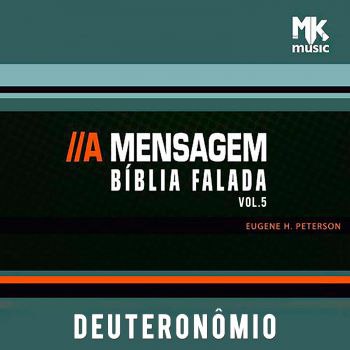 MK
music
//A MENSAGEM
BÍBLIA FALADA
VOL.5
EUGENE H. PETERSON
DEUTERONÔMIO